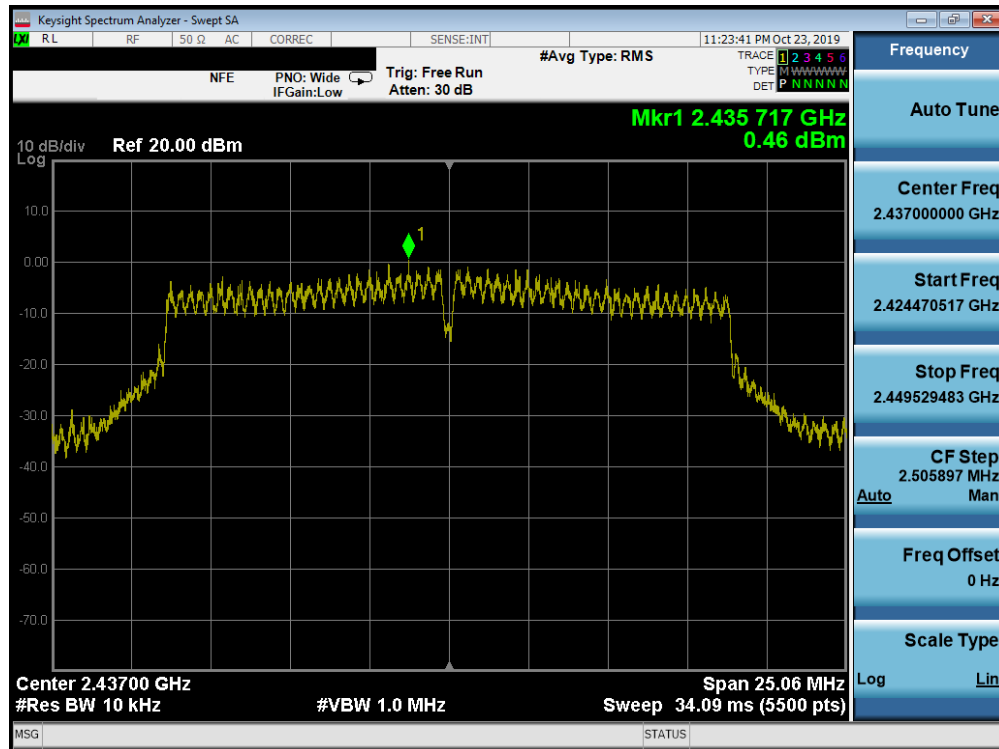 Keysight Spectrum Analyzer - Swept SA
LXI RL RF 50 Ω AC CORREC SENSE:INT 11:23:41 PM Oct 23, 2019
#Avg Type: RMS
TRACE 1 2 3 4 5 6
TYPE M WWWWW
DET P N N N N N
NFE PNO: Wide Trig: Free Run
IFGain:Low Atten: 30 dB
Mkr1 2.435 717 GHz
0.46 dBm
10 dB/div Ref 20.00 dBm
Log
10.0
1
0.00
-10.0
-20.0
-30.0
-40.0
-50.0
-60.0
-70.0
Center 2.43700 GHz Span 25.06 MHz
#Res BW 10 kHz #VBW 1.0 MHz Sweep 34.09 ms (5500 pts)
MSG STATUS
Frequency
Auto Tune
Center Freq
2.437000000 GHz
Start Freq
2.424470517 GHz
Stop Freq
2.449529483 GHz
CF Step
2.505897 MHz
Auto Man
Freq Offset
0 Hz
Scale Type
Log Lin